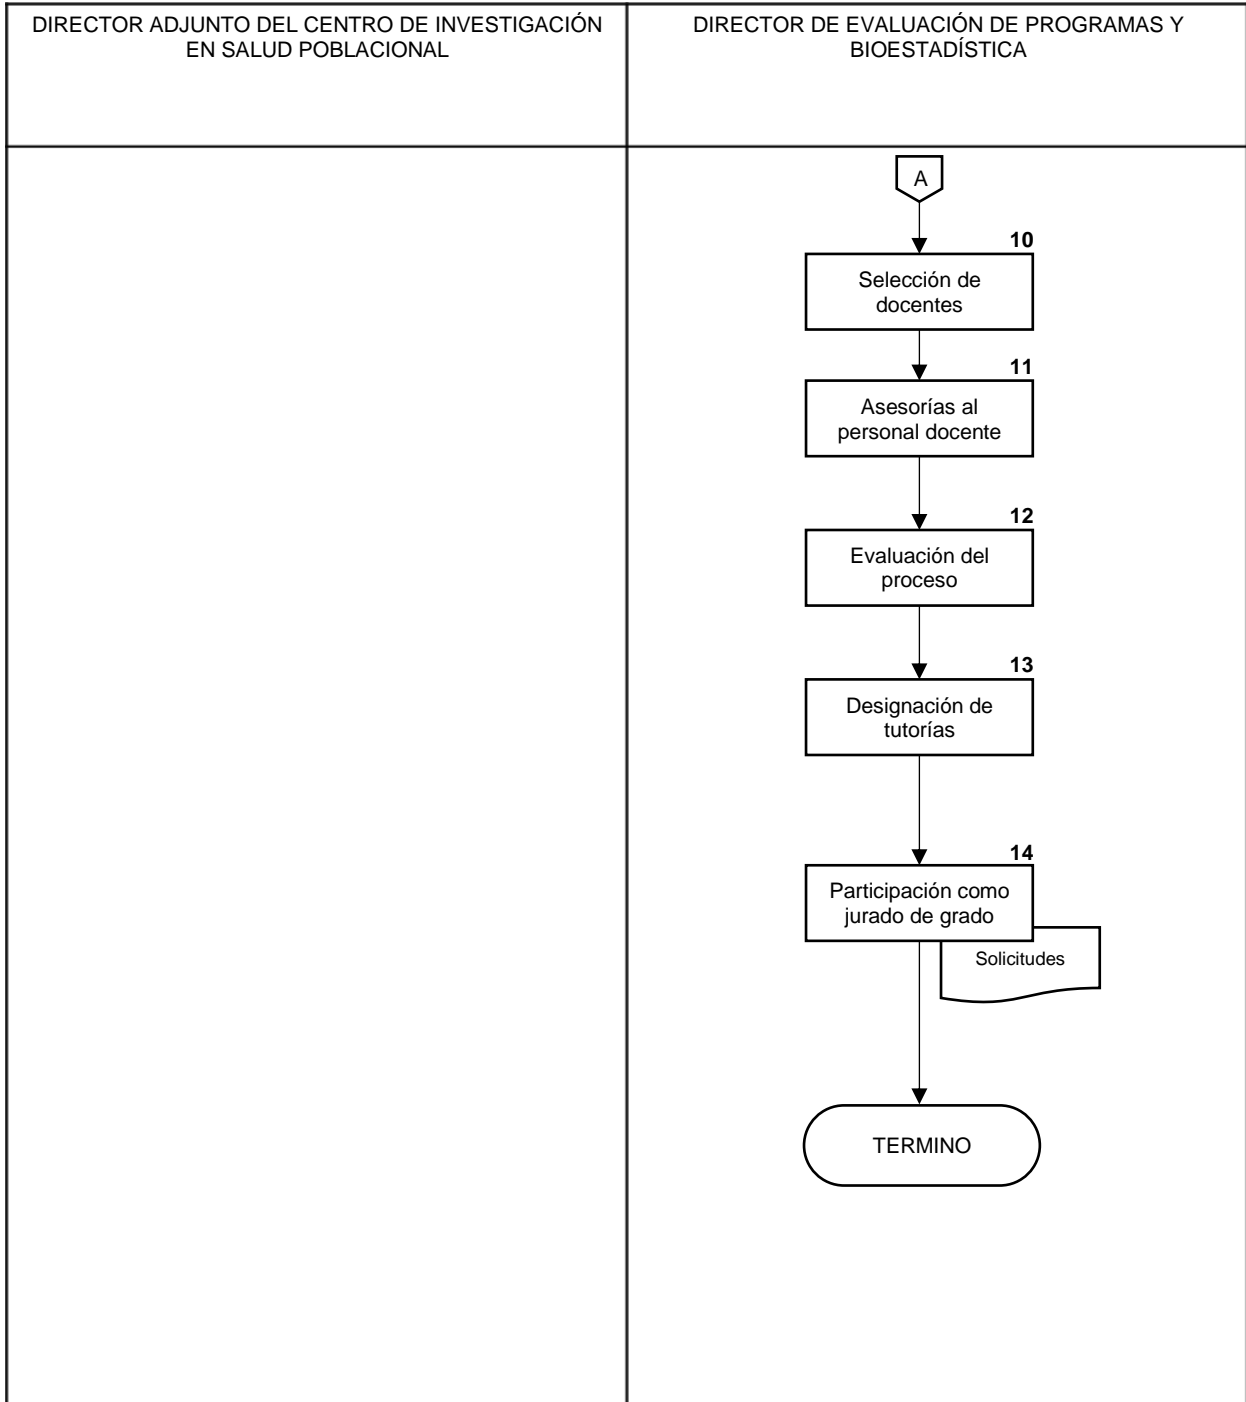 DIRECTOR ADJUNTO DEL CENTRO DE INVESTIGACIÓN
EN SALUD POBLACIONAL
DIRECTOR DE EVALUACIÓN DE PROGRAMAS Y
BIOESTADÍSTICA
A
10
Selección de
docentes
11
Asesorías al
personal docente
12
Evaluación del
proceso
13
Designación de
tutorías
14
Participación como
jurado de grado
Solicitudes
TERMINO